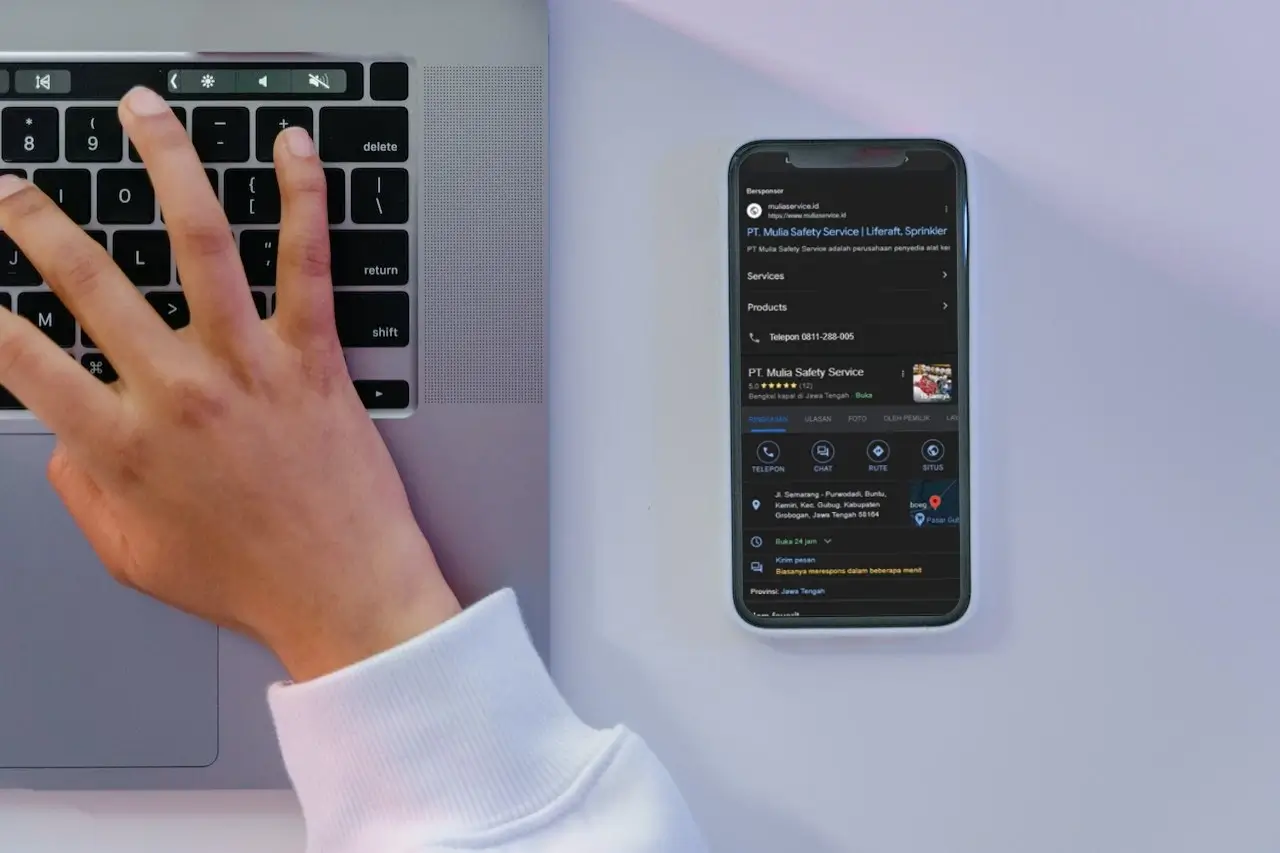 *
8
(
9
–
-
+
delete
I
O
{
[
|
\
J
L
"
'
return
M
>
shift
⌘
Bersponsor
muliaservice.id
https://www.muliaservice.id
PT. Mulia Safety Service | Liferaft, Sprinkler
PT Mulia Safety Service adalah perusahaan penyedia alat kes
Services
Products
Telepon 0811-288-005
PT. Mulia Safety Service
5,0 ★★★★★ (12)
Bengkel kapal di Jawa Tengah · Buka
RINGKASAN ULASAN FOTO OLEH PEMILIK
TELEPON CHAT RUTE SITUS
Jl. Semarang - Purwodadi, Buntu,
Kemiri, Kec. Gubug, Kabupaten
Grobogan, Jawa Tengah 58164
boeg
Pasar Gub
Buka 24 jam
Kirim pesan
Biasanya merespons dalam beberapa menit
Provinsi: Jawa Tengah